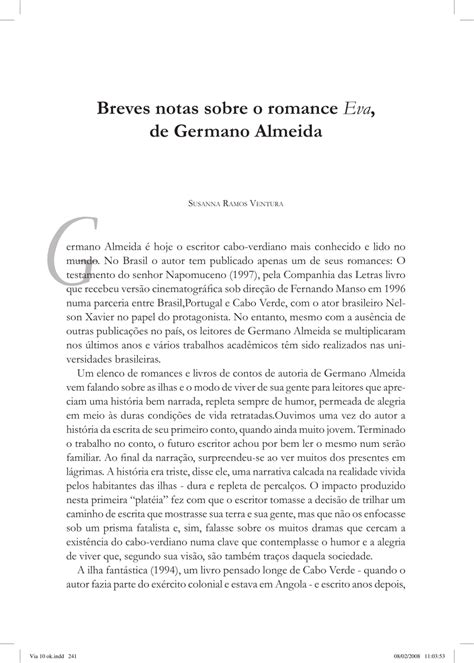 Breves notas sobre o romance Eva,
de Germano Almeida
Susanna Ramos Ventura
Germano Almeida é hoje o escritor cabo-verdiano mais conhecido e lido no
mundo. No Brasil o autor tem publicado apenas um de seus romances: O
testamento do senhor Napomuceno (1997), pela Companhia das Letras livro
que recebeu versão cinematográfica sob direção de Fernando Manso em 1996
numa parceria entre Brasil,Portugal e Cabo Verde, com o ator brasileiro Nel-
son Xavier no papel do protagonista. No entanto, mesmo com a ausência de
outras publicações no país, os leitores de Germano Almeida se multiplicaram
nos últimos anos e vários trabalhos acadêmicos têm sido realizados nas uni-
versidades brasileiras.
Um elenco de romances e livros de contos de autoria de Germano Almeida
vem falando sobre as ilhas e o modo de viver de sua gente para leitores que apre-
ciam uma história bem narrada, repleta sempre de humor, permeada de alegria
em meio às duras condições de vida retratadas.Ouvimos uma vez do autor a
história da escrita de seu primeiro conto, quando ainda muito jovem. Terminado
o trabalho no conto, o futuro escritor achou por bem ler o mesmo num serão
familiar. Ao final da narração, surpreendeu-se ao ver muitos dos presentes em
lágrimas. A história era triste, disse ele, uma narrativa calcada na realidade vivida
pelos habitantes das ilhas - dura e repleta de percalços. O impacto produzido
nesta primeira “platéia” fez com que o escritor tomasse a decisão de trilhar um
caminho de escrita que mostrasse sua terra e sua gente, mas que não os enfocasse
sob um prisma fatalista e, sim, falasse sobre os muitos dramas que cercam a
existência do cabo-verdiano numa clave que contemplasse o humor e a alegria
de viver que, segundo sua visão, são também traços daquela sociedade.
A ilha fantástica (1994), um livro pensado longe de Cabo Verde - quando o
autor fazia parte do exército colonial e estava em Angola - e escrito anos depois,
Via 10 ok.indd 241
08/02/2008 11:03:53